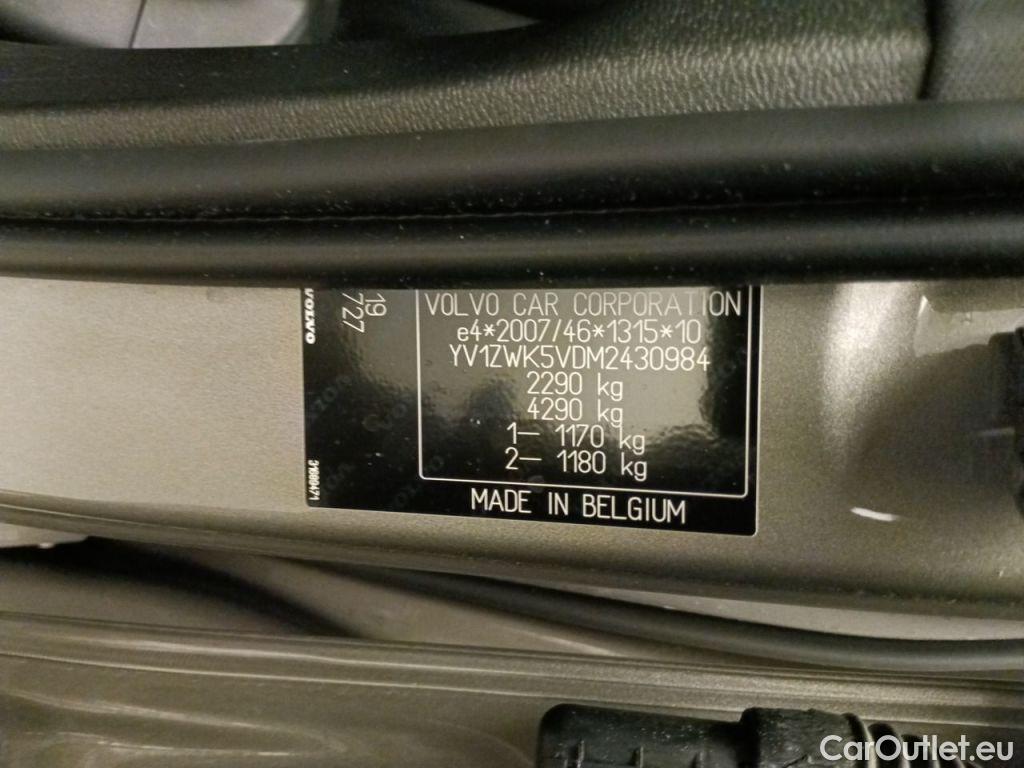 VOLVO CAR CORPORATION
e4*2007/46*1315*10
YV1ZWK5VDM2430984
2290 kg
4290 kg
1– 1170 kg
2– 1180 kg
MADE IN BELGIUM
19
727
VOLVO
31688471
CarOutlet.eu